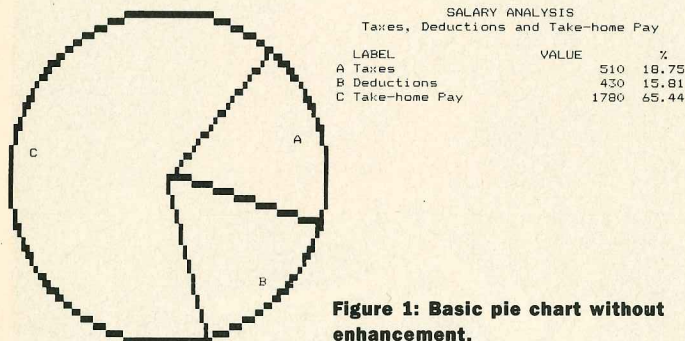 SALARY ANALYSIS
Taxes, Deductions and Take-home Pay
LABEL VALUE %
A Taxes 510 18.75
B Deductions 430 15.81
C Take-home Pay 1780 65.44
C
A
B
Figure 1: Basic pie chart without
enhancement.